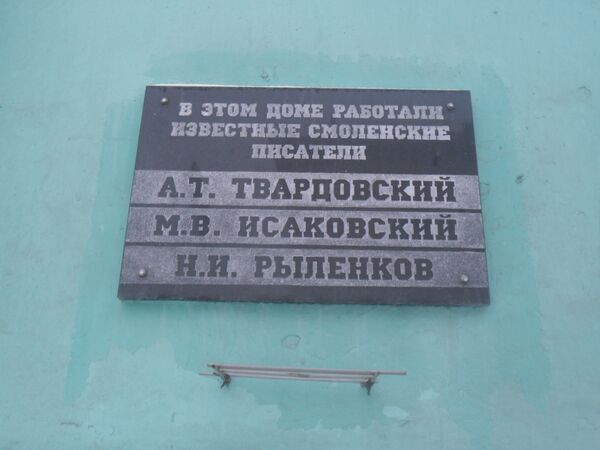 В ЭТОМ ДОМЕ РАБОТАЛИ
ИЗВЕСТНЫЕ СМОЛЕНСКИЕ
ПИСАТЕЛИ
А.Т. ТВАРДОВСКИЙ
М.В. ИСАКОВСКИЙ
Н.И. РЫЛЕНКОВ